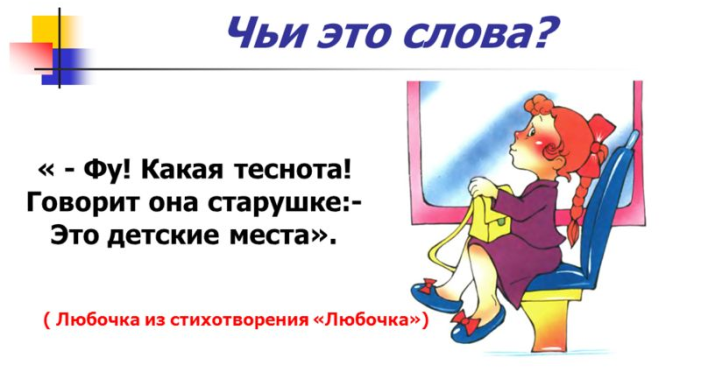 Чьи это слова?
« - Фу! Какая теснота!
Говорит она старушке:-
Это детские места».
( Любочка из стихотворения «Любочка»)